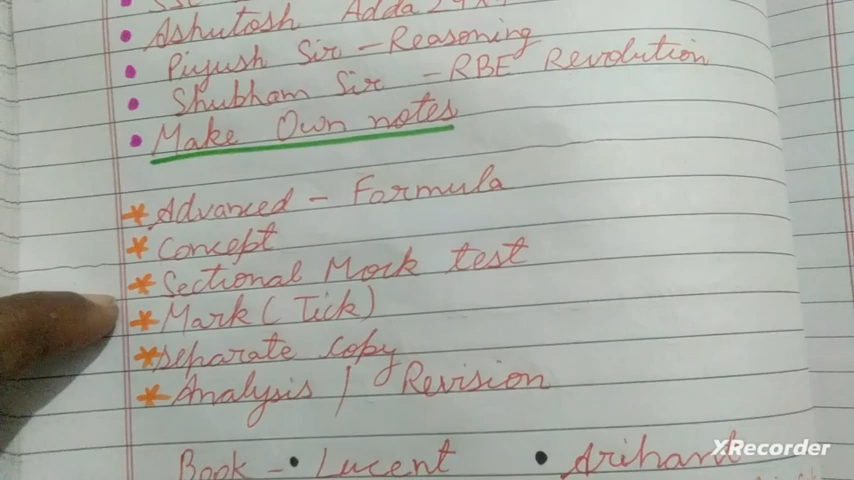 Ashutosh Adda 24x7
• Piyush Sir - Reasoning
• Shubham Sir - RBE Revolution
• Make Own notes
* Advanced - Formula
* Concept
* Sectional Mock test
* Mark ( Tick )
* Separate Copy
* Analysis / Revision
Book - • Lucent • Arihant
XRecorder